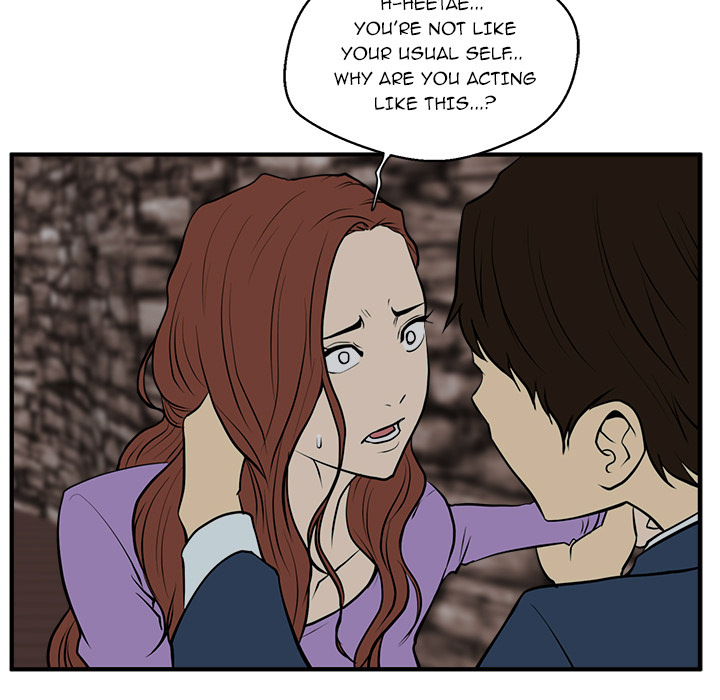 H-HEETAE...
YOU'RE NOT LIKE
YOUR USUAL SELF...
WHY ARE YOU ACTING
LIKE THIS...?